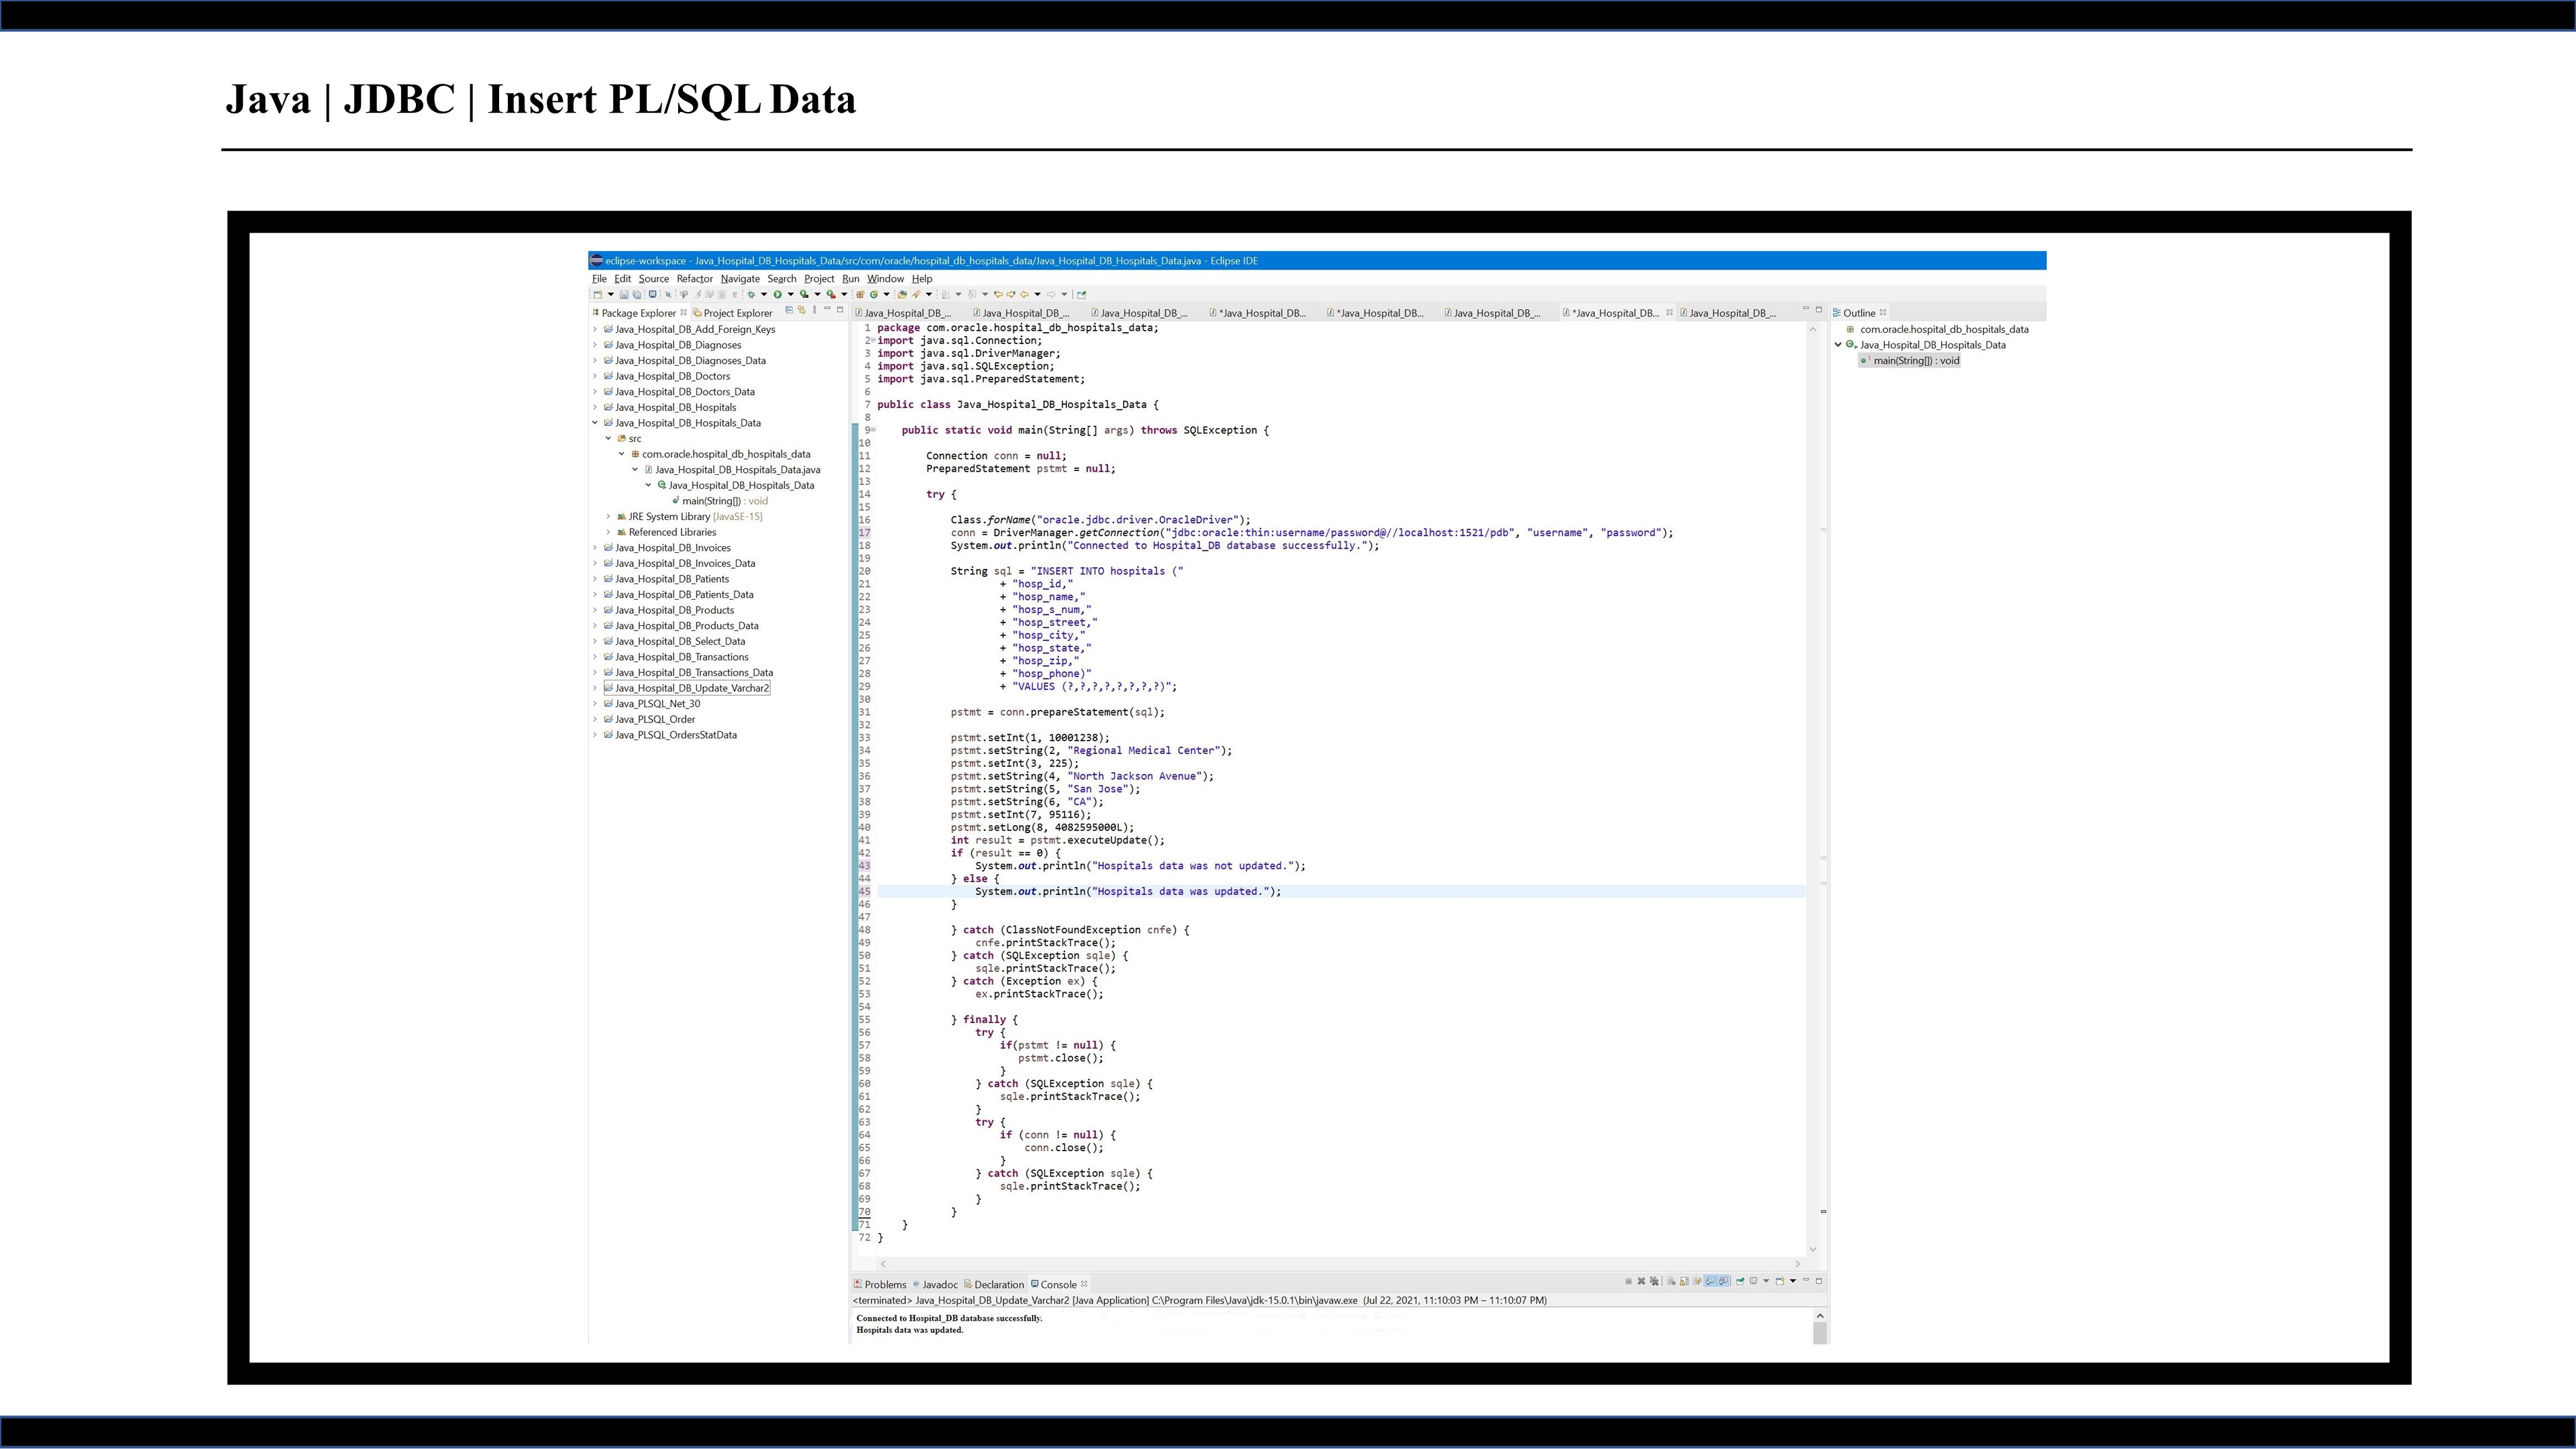 Java | JDBC | Insert PL/SQL Data
eclipse-workspace - Java_Hospital_DB_Hospitals_Data/src/com/oracle/hospital_db_hospitals_data/Java_Hospital_DB_Hospitals_Data.java - Eclipse IDE
File Edit Source Refactor Navigate Search Project Run Window Help
Package Explorer Project Explorer
Java_Hospital_DB_Add_Foreign_Keys
Java_Hospital_DB_Diagnoses
Java_Hospital_DB_Diagnoses_Data
Java_Hospital_DB_Doctors
Java_Hospital_DB_Doctors_Data
Java_Hospital_DB_Hospitals
Java_Hospital_DB_Hospitals_Data
src
com.oracle.hospital_db_hospitals_data
Java_Hospital_DB_Hospitals_Data.java
Java_Hospital_DB_Hospitals_Data
main(String[]) : void
JRE System Library [JavaSE-15]
Referenced Libraries
Java_Hospital_DB_Invoices
Java_Hospital_DB_Invoices_Data
Java_Hospital_DB_Patients
Java_Hospital_DB_Patients_Data
Java_Hospital_DB_Products
Java_Hospital_DB_Products_Data
Java_Hospital_DB_Select_Data
Java_Hospital_DB_Transactions
Java_Hospital_DB_Transactions_Data
Java_Hospital_DB_Update_Varchar2
Java_PLSQL_Net_30
Java_PLSQL_Order
Java_PLSQL_OrdersStatData
Java_Hospital_DB_... Java_Hospital_DB_... Java_Hospital_DB_... *Java_Hospital_DB... *Java_Hospital_DB... Java_Hospital_DB_... *Java_Hospital_DB... Java_Hospital_DB_...
1 package com.oracle.hospital_db_hospitals_data;
2 import java.sql.Connection;
3 import java.sql.DriverManager;
4 import java.sql.SQLException;
5 import java.sql.PreparedStatement;
6
7 public class Java_Hospital_DB_Hospitals_Data {
8
9 public static void main(String[] args) throws SQLException {
10
11 Connection conn = null;
12 PreparedStatement pstmt = null;
13
14 try {
15
16 Class.forName("oracle.jdbc.driver.OracleDriver");
17 conn = DriverManager.getConnection("jdbc:oracle:thin:username/password@//localhost:1521/pdb", "username", "password");
18 System.out.println("Connected to Hospital_DB database successfully.");
19
20 String sql = "INSERT INTO hospitals ("
21 + "hosp_id,"
22 + "hosp_name,"
23 + "hosp_s_num,"
24 + "hosp_street,"
25 + "hosp_city,"
26 + "hosp_state,"
27 + "hosp_zip,"
28 + "hosp_phone)"
29 + "VALUES (?,?,?,?,?,?,?,?)";
30
31 pstmt = conn.prepareStatement(sql);
32
33 pstmt.setInt(1, 10001238);
34 pstmt.setString(2, "Regional Medical Center");
35 pstmt.setInt(3, 225);
36 pstmt.setString(4, "North Jackson Avenue");
37 pstmt.setString(5, "San Jose");
38 pstmt.setString(6, "CA");
39 pstmt.setInt(7, 95116);
40 pstmt.setLong(8, 4082595000L);
41 int result = pstmt.executeUpdate();
42 if (result == 0) {
43 System.out.println("Hospitals data was not updated.");
44 } else {
45 System.out.println("Hospitals data was updated.");
46 }
47
48 } catch (ClassNotFoundException cnfe) {
49 cnfe.printStackTrace();
50 } catch (SQLException sqle) {
51 sqle.printStackTrace();
52 } catch (Exception ex) {
53 ex.printStackTrace();
54
55 } finally {
56 try {
57 if(pstmt != null) {
58 pstmt.close();
59 }
60 } catch (SQLException sqle) {
61 sqle.printStackTrace();
62 }
63 try {
64 if (conn != null) {
65 conn.close();
66 }
67 } catch (SQLException sqle) {
68 sqle.printStackTrace();
69 }
70 }
71 }
72 }
Outline
com.oracle.hospital_db_hospitals_data
Java_Hospital_DB_Hospitals_Data
main(String[]) : void
Problems Javadoc Declaration Console
<terminated> Java_Hospital_DB_Update_Varchar2 [Java Application] C:\Program Files\Java\jdk-15.0.1\bin\javaw.exe (Jul 22, 2021, 11:10:03 PM – 11:10:07 PM)
Connected to Hospital_DB database successfully.
Hospitals data was updated.